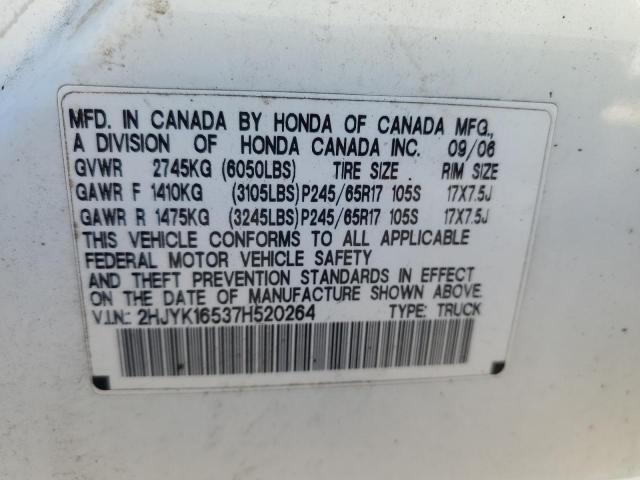 MFD. IN CANADA BY HONDA OF CANADA MFG.,
A DIVISION OF HONDA CANADA INC. 09/06
GVWR 2745KG (6050LBS) TIRE SIZE RIM SIZE
GAWR F 1410KG (3105LBS) P245/65R17 105S 17X7.5J
GAWR R 1475KG (3245LBS) P245/65R17 105S 17X7.5J
THIS VEHICLE CONFORMS TO ALL APPLICABLE
FEDERAL MOTOR VEHICLE SAFETY
AND THEFT PREVENTION STANDARDS IN EFFECT
ON THE DATE OF MANUFACTURE SHOWN ABOVE.
V.I.N.: 2HJYK16537H520264 TYPE: TRUCK